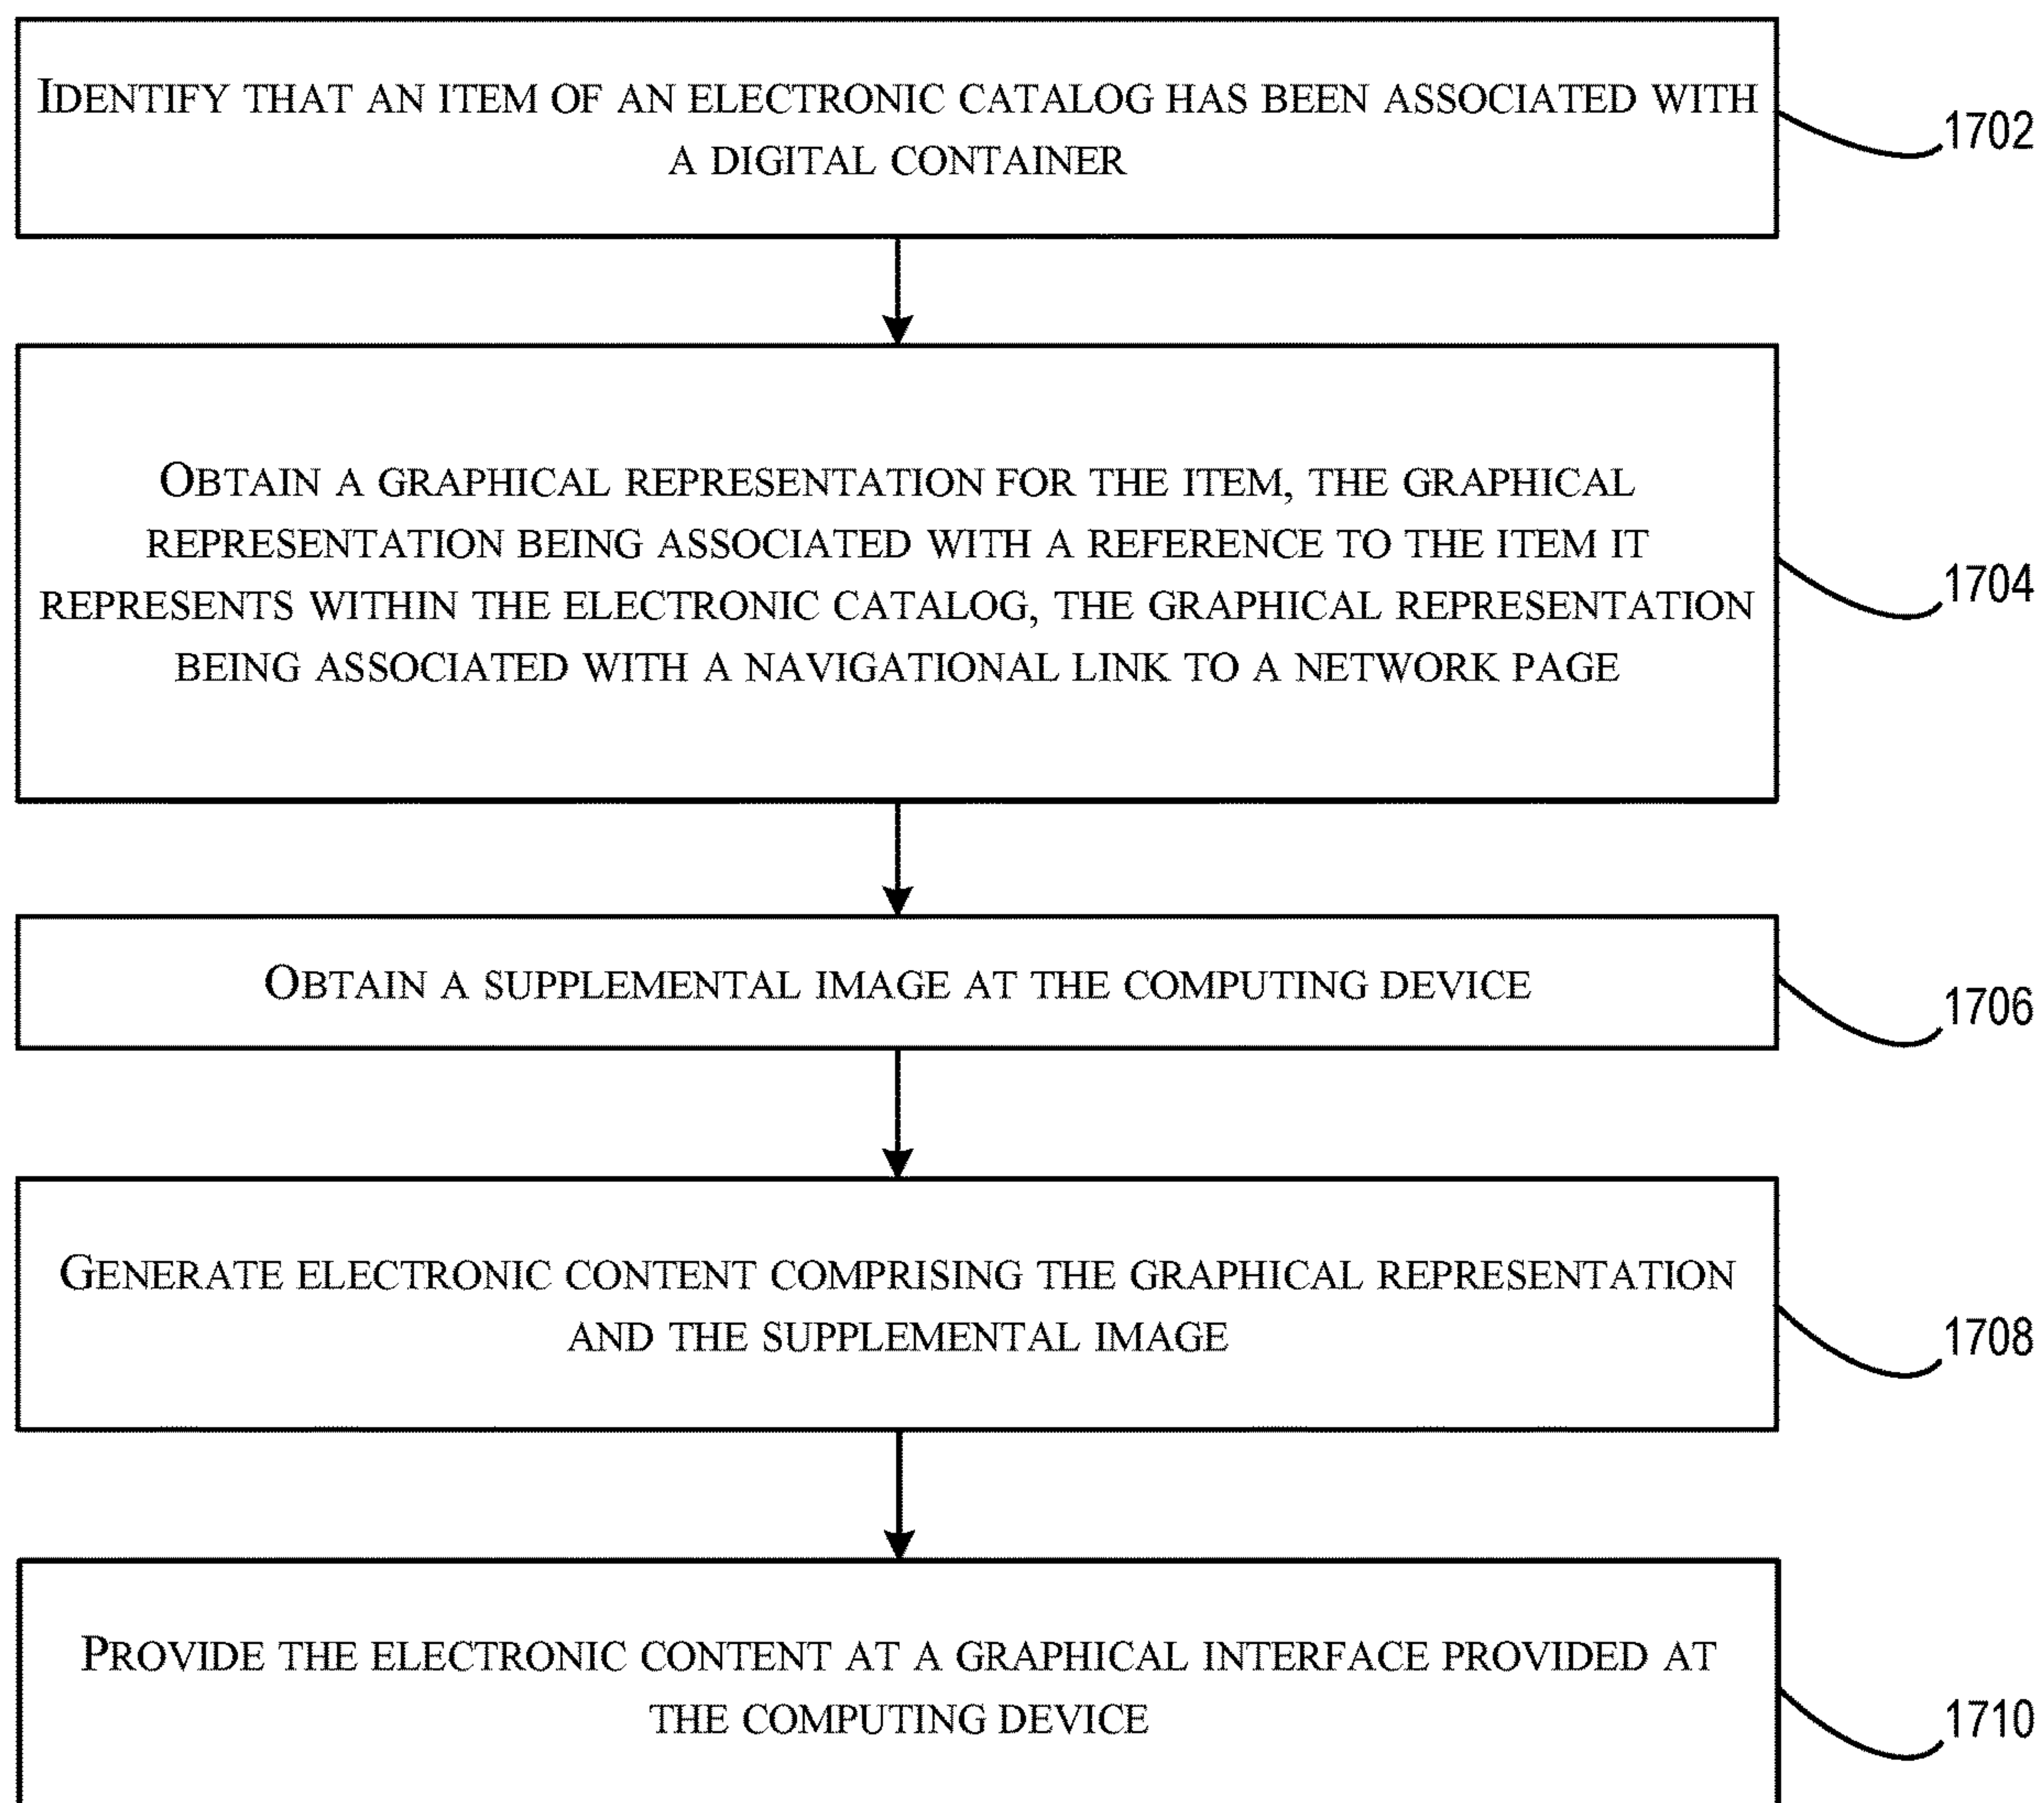 IDENTIFY THAT AN ITEM OF AN ELECTRONIC CATALOG HAS BEEN ASSOCIATED WITH
A DIGITAL CONTAINER
1702
OBTAIN A GRAPHICAL REPRESENTATION FOR THE ITEM, THE GRAPHICAL
REPRESENTATION BEING ASSOCIATED WITH A REFERENCE TO THE ITEM IT
REPRESENTS WITHIN THE ELECTRONIC CATALOG, THE GRAPHICAL REPRESENTATION
BEING ASSOCIATED WITH A NAVIGATIONAL LINK TO A NETWORK PAGE
1704
OBTAIN A SUPPLEMENTAL IMAGE AT THE COMPUTING DEVICE
1706
GENERATE ELECTRONIC CONTENT COMPRISING THE GRAPHICAL REPRESENTATION
AND THE SUPPLEMENTAL IMAGE
1708
PROVIDE THE ELECTRONIC CONTENT AT A GRAPHICAL INTERFACE PROVIDED AT
THE COMPUTING DEVICE
1710